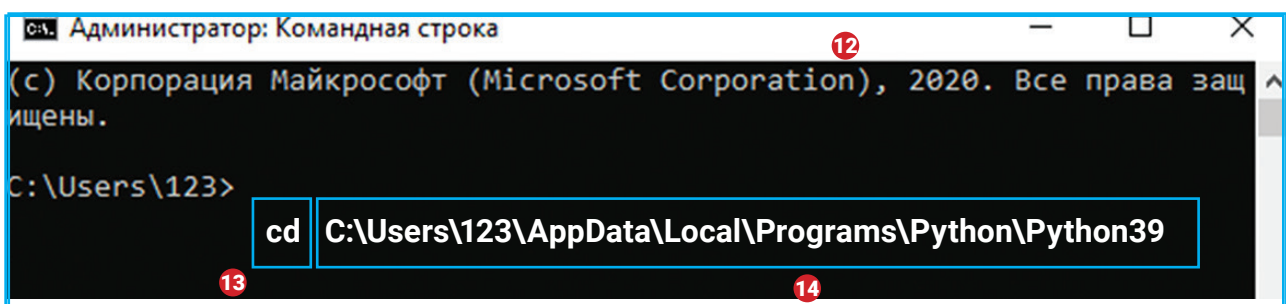 Администратор: Командная строка
12
(c) Корпорация Майкрософт (Microsoft Corporation), 2020. Все права защ
ищены.
C:\Users\123>
cd C:\Users\123\AppData\Local\Programs\Python\Python39
13
14